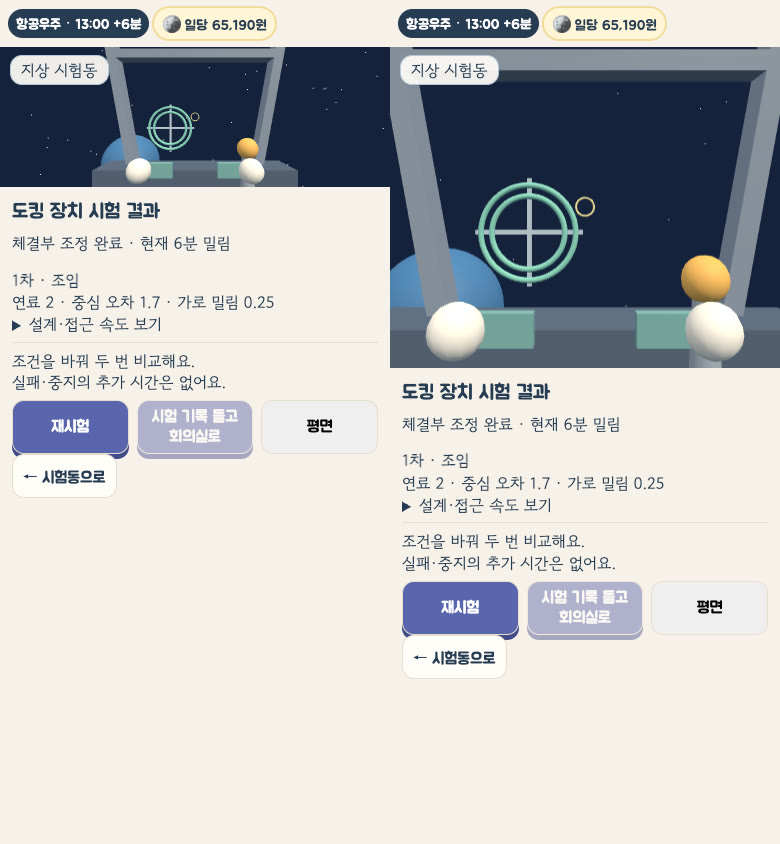 항공우주 · 13:00 +6분
일당 65,190원
지상 시험동
도킹 장치 시험 결과
체결부 조정 완료 · 현재 6분 밀림
1차 · 조임
연료 2 · 중심 오차 1.7 · 가로 밀림 0.25
▶ 설계·접근 속도 보기
조건을 바꿔 두 번 비교해요.
실패·중지의 추가 시간은 없어요.
재시험
시험 기록 들고
회의실로
평면
← 시험동으로
항공우주 · 13:00 +6분
일당 65,190원
지상 시험동
도킹 장치 시험 결과
체결부 조정 완료 · 현재 6분 밀림
1차 · 조임
연료 2 · 중심 오차 1.7 · 가로 밀림 0.25
▶ 설계·접근 속도 보기
조건을 바꿔 두 번 비교해요.
실패·중지의 추가 시간은 없어요.
재시험
시험 기록 들고
회의실로
평면
← 시험동으로